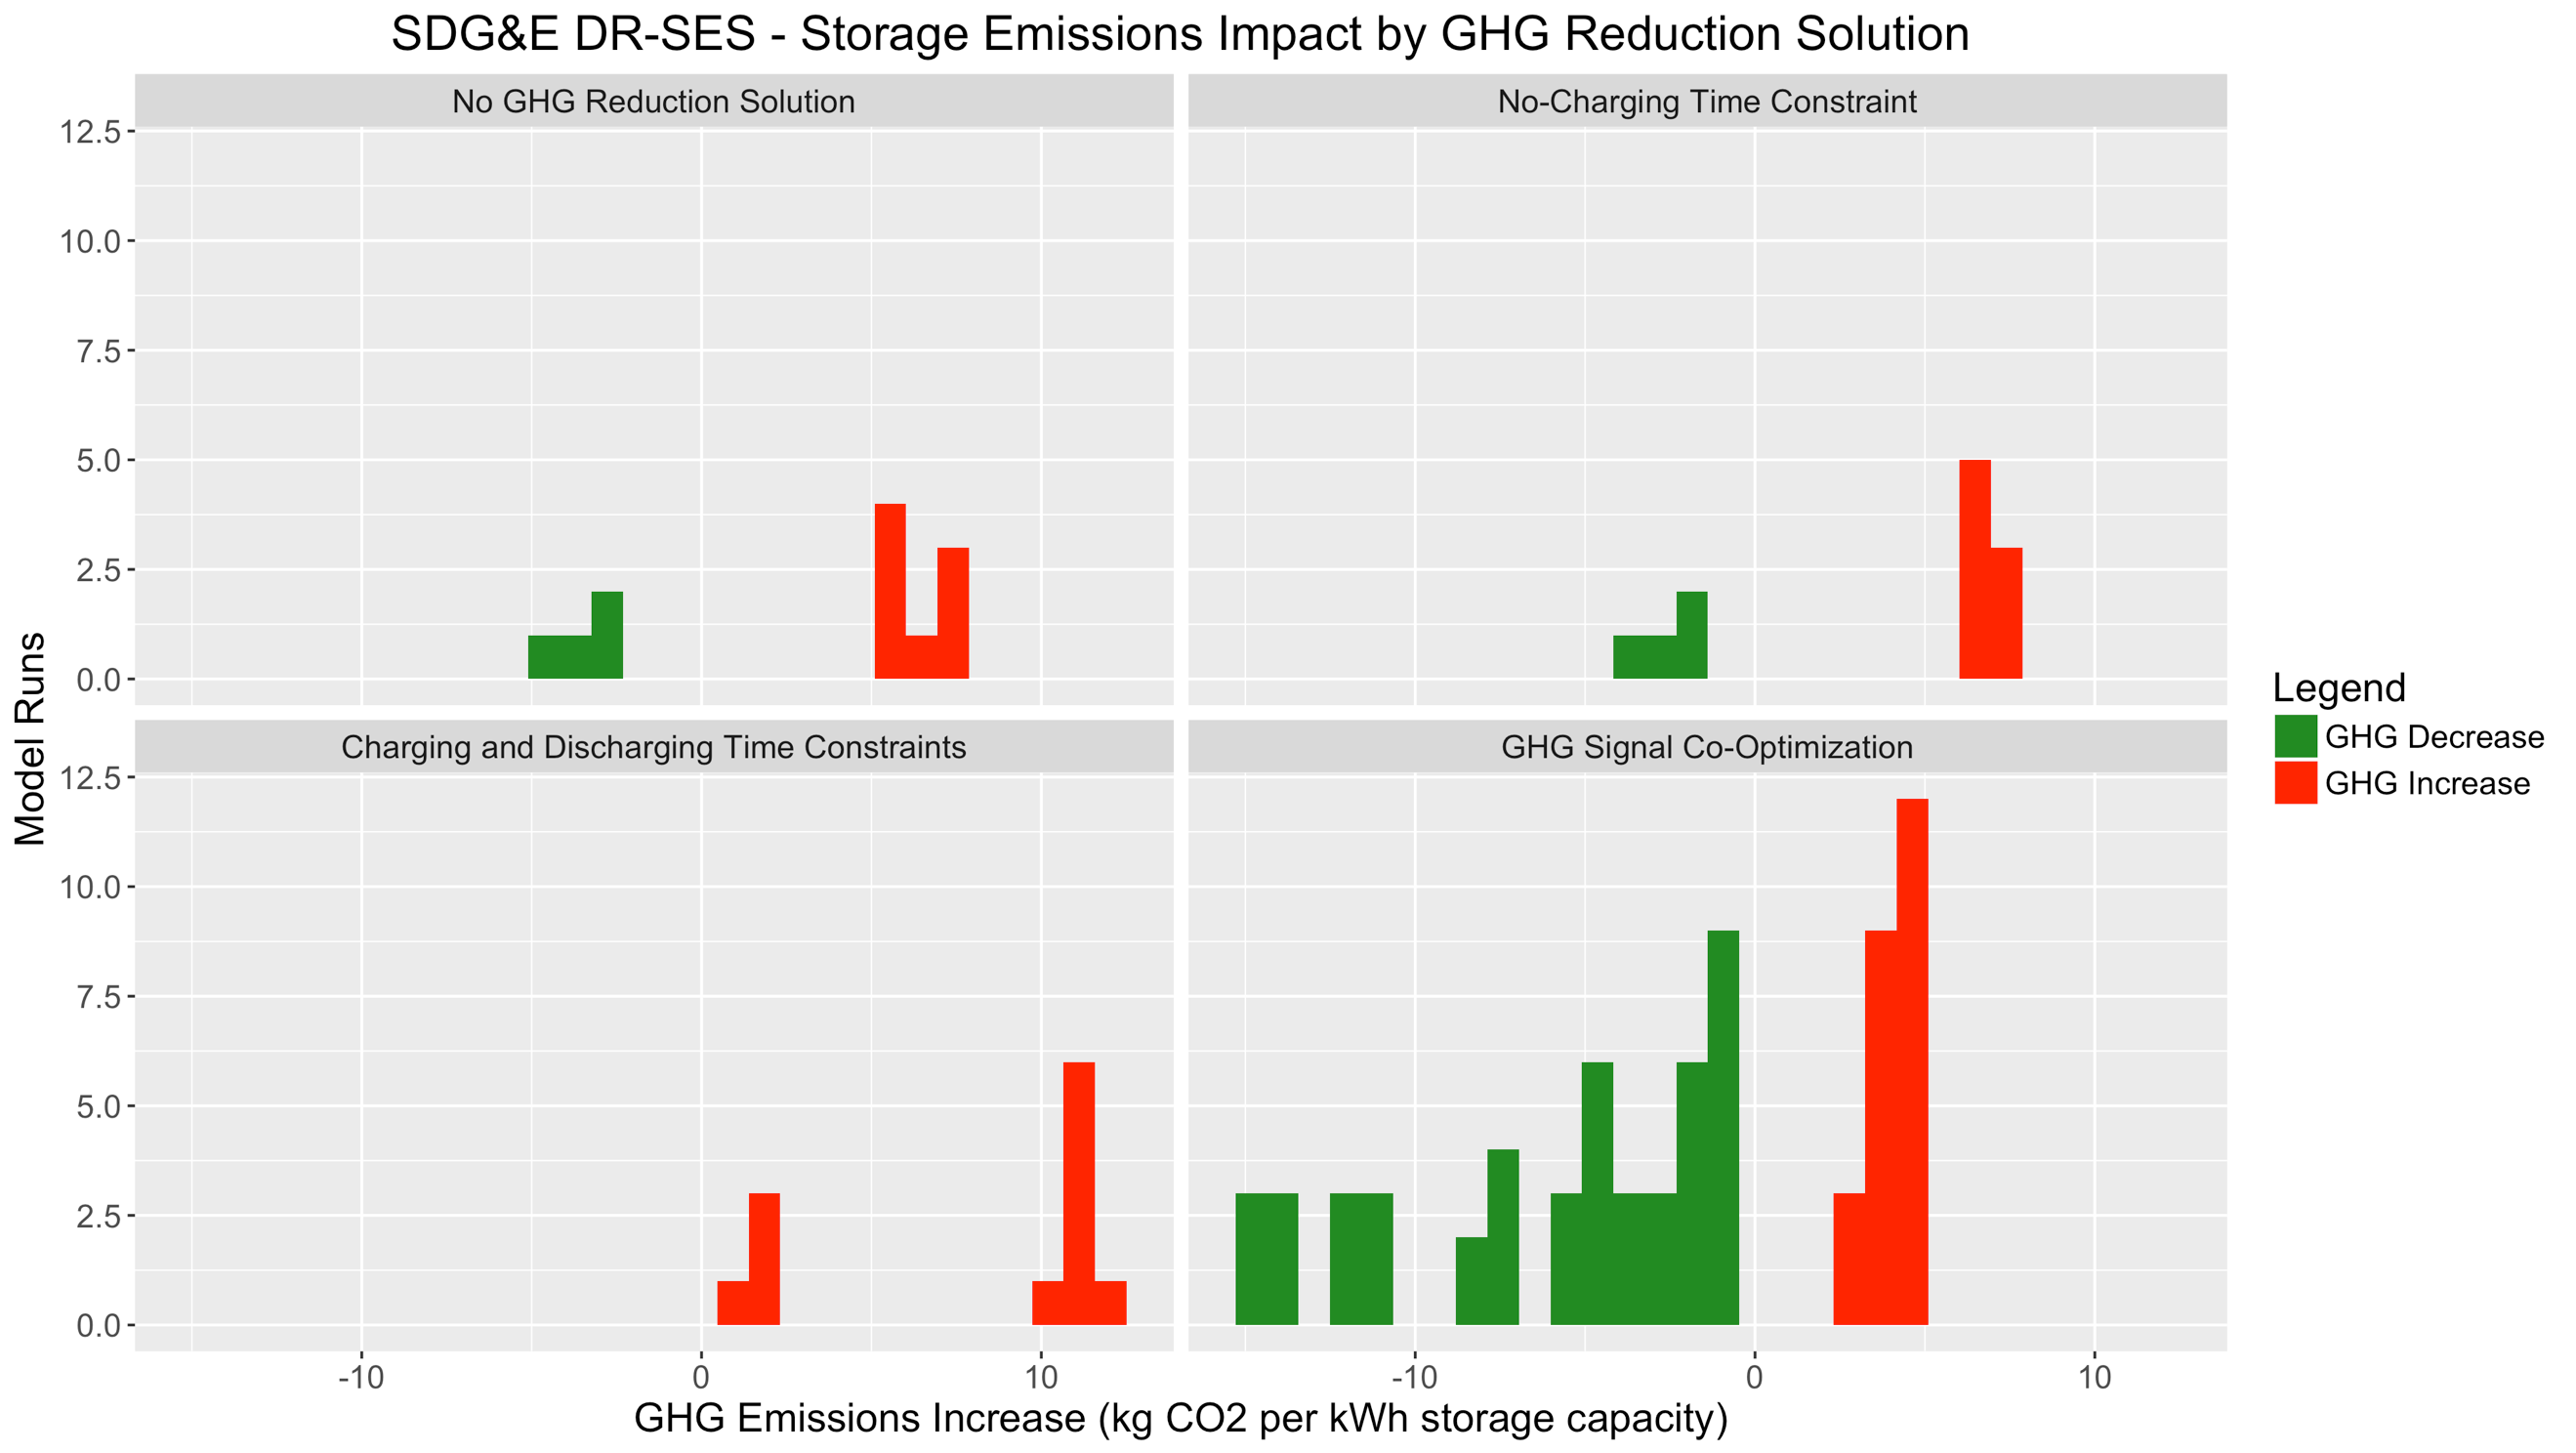 SDG&E DR-SES - Storage Emissions Impact by GHG Reduction Solution
No GHG Reduction Solution
No-Charging Time Constraint
12.5
10.0
7.5
5.0
2.5
0.0
Charging and Discharging Time Constraints
GHG Signal Co-Optimization
12.5
10.0
7.5
5.0
2.5
0.0
Model Runs
-10
0
10
-10
0
10
GHG Emissions Increase (kg CO2 per kWh storage capacity)
Legend
GHG Decrease
GHG Increase